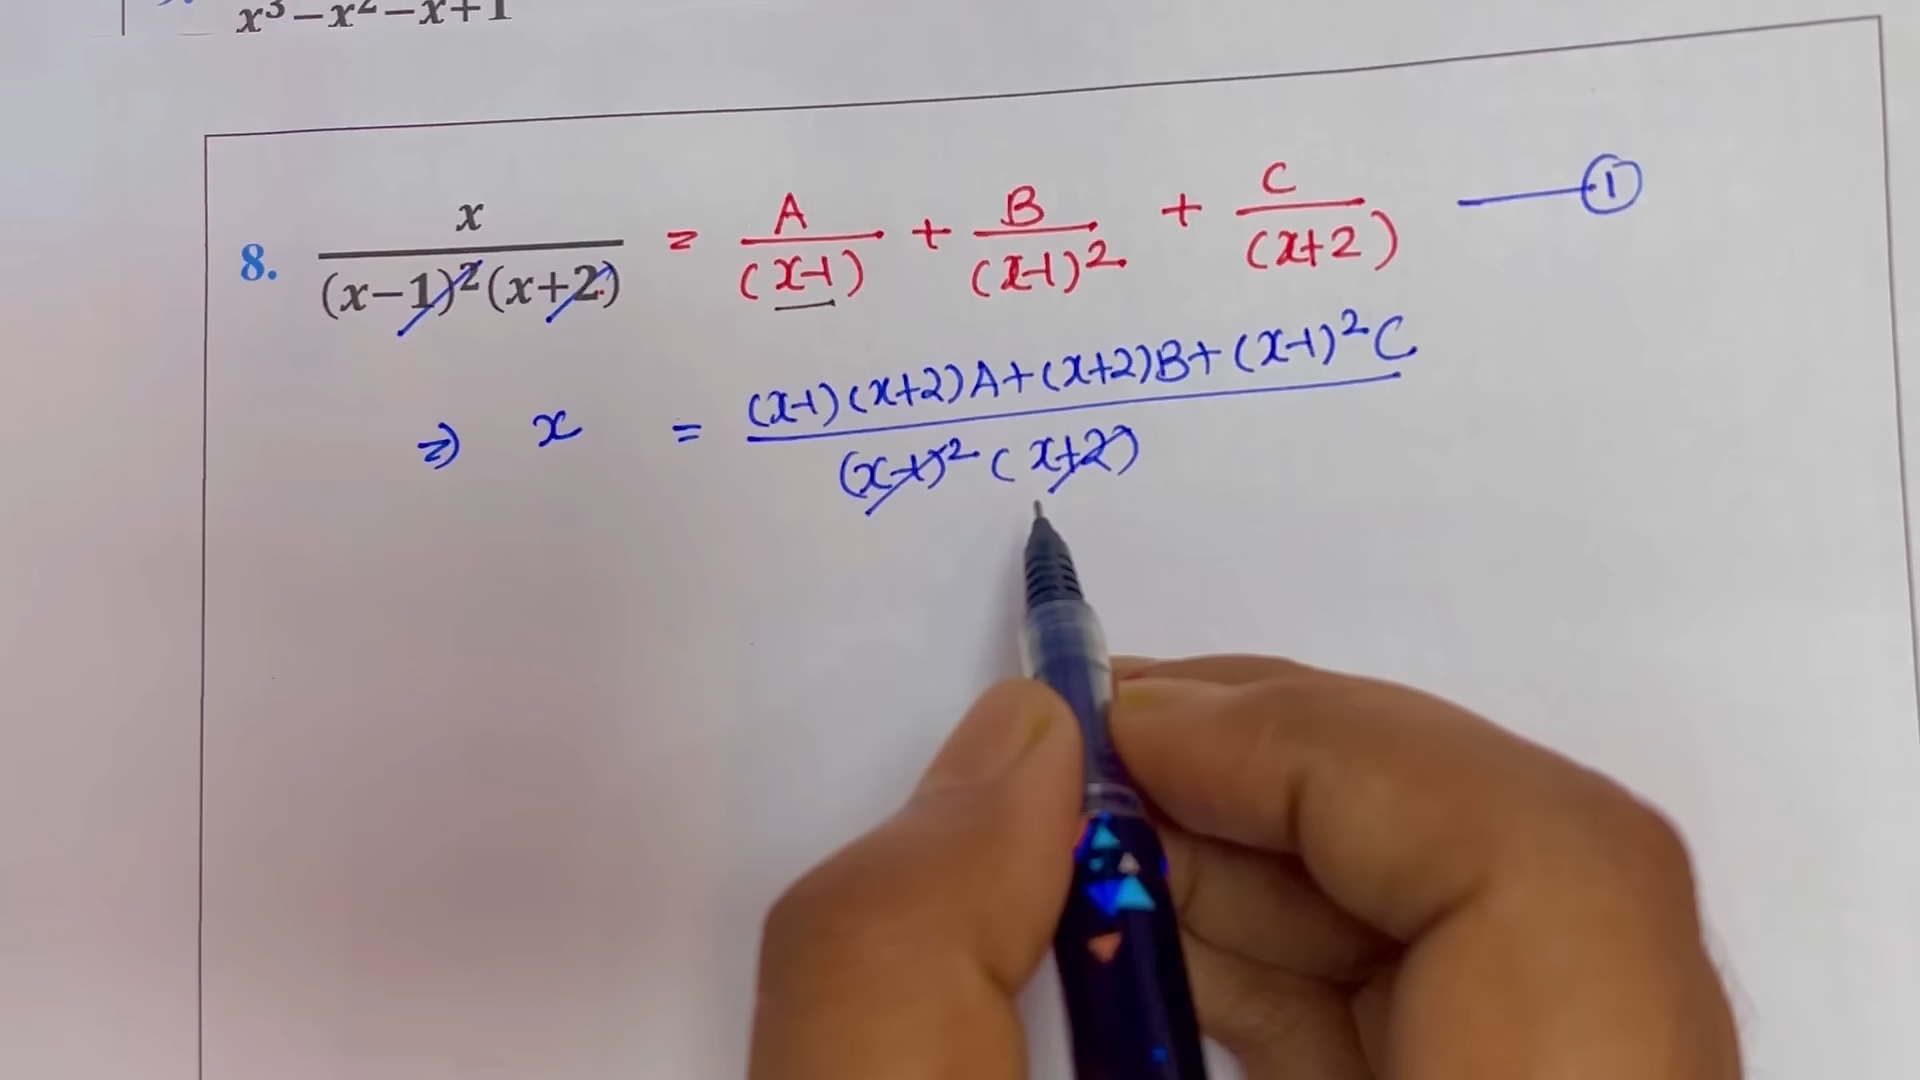 x³−x²−x+1
8. x/((x−1)²(x+2)) = A/(x-1) + B/(x-1)² + C/(x+2) — ①
⇒ x = ((x-1)(x+2)A+(x+2)B+(x-1)²C)/((x-1)²(x+2))